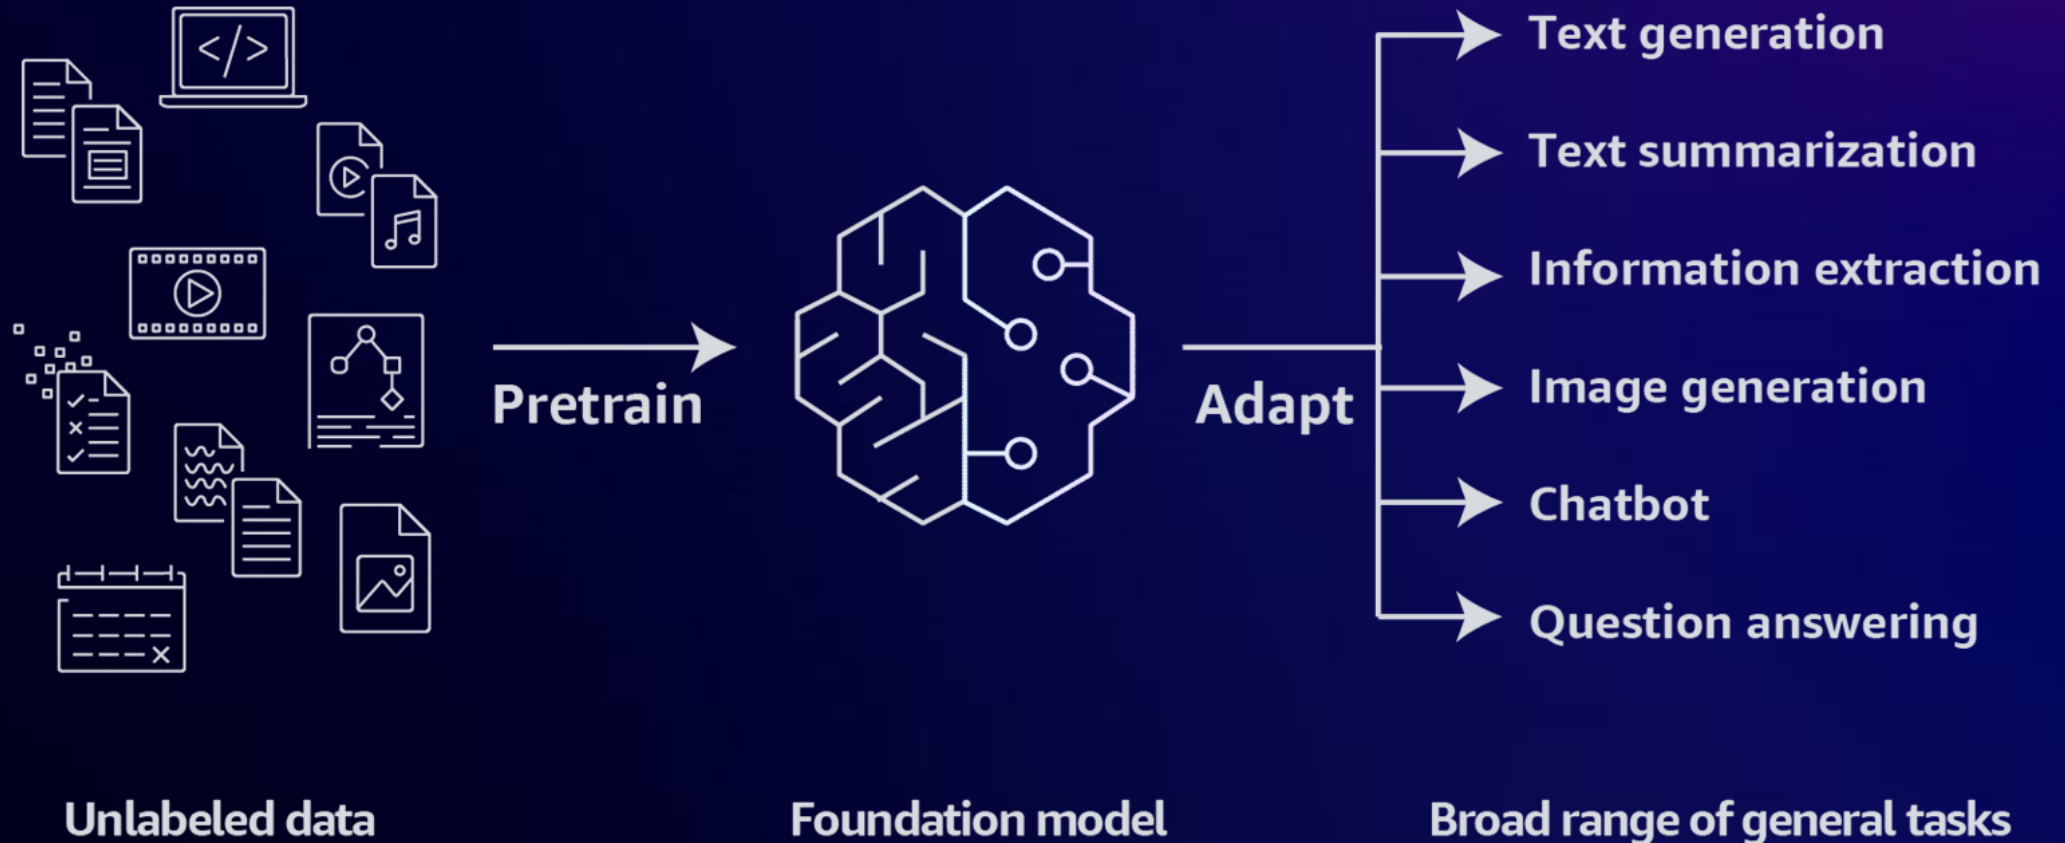 </>
Text generation
Text summarization
Information extraction
Image generation
Chatbot
Question answering
Pretrain
Adapt
Unlabeled data
Foundation model
Broad range of general tasks